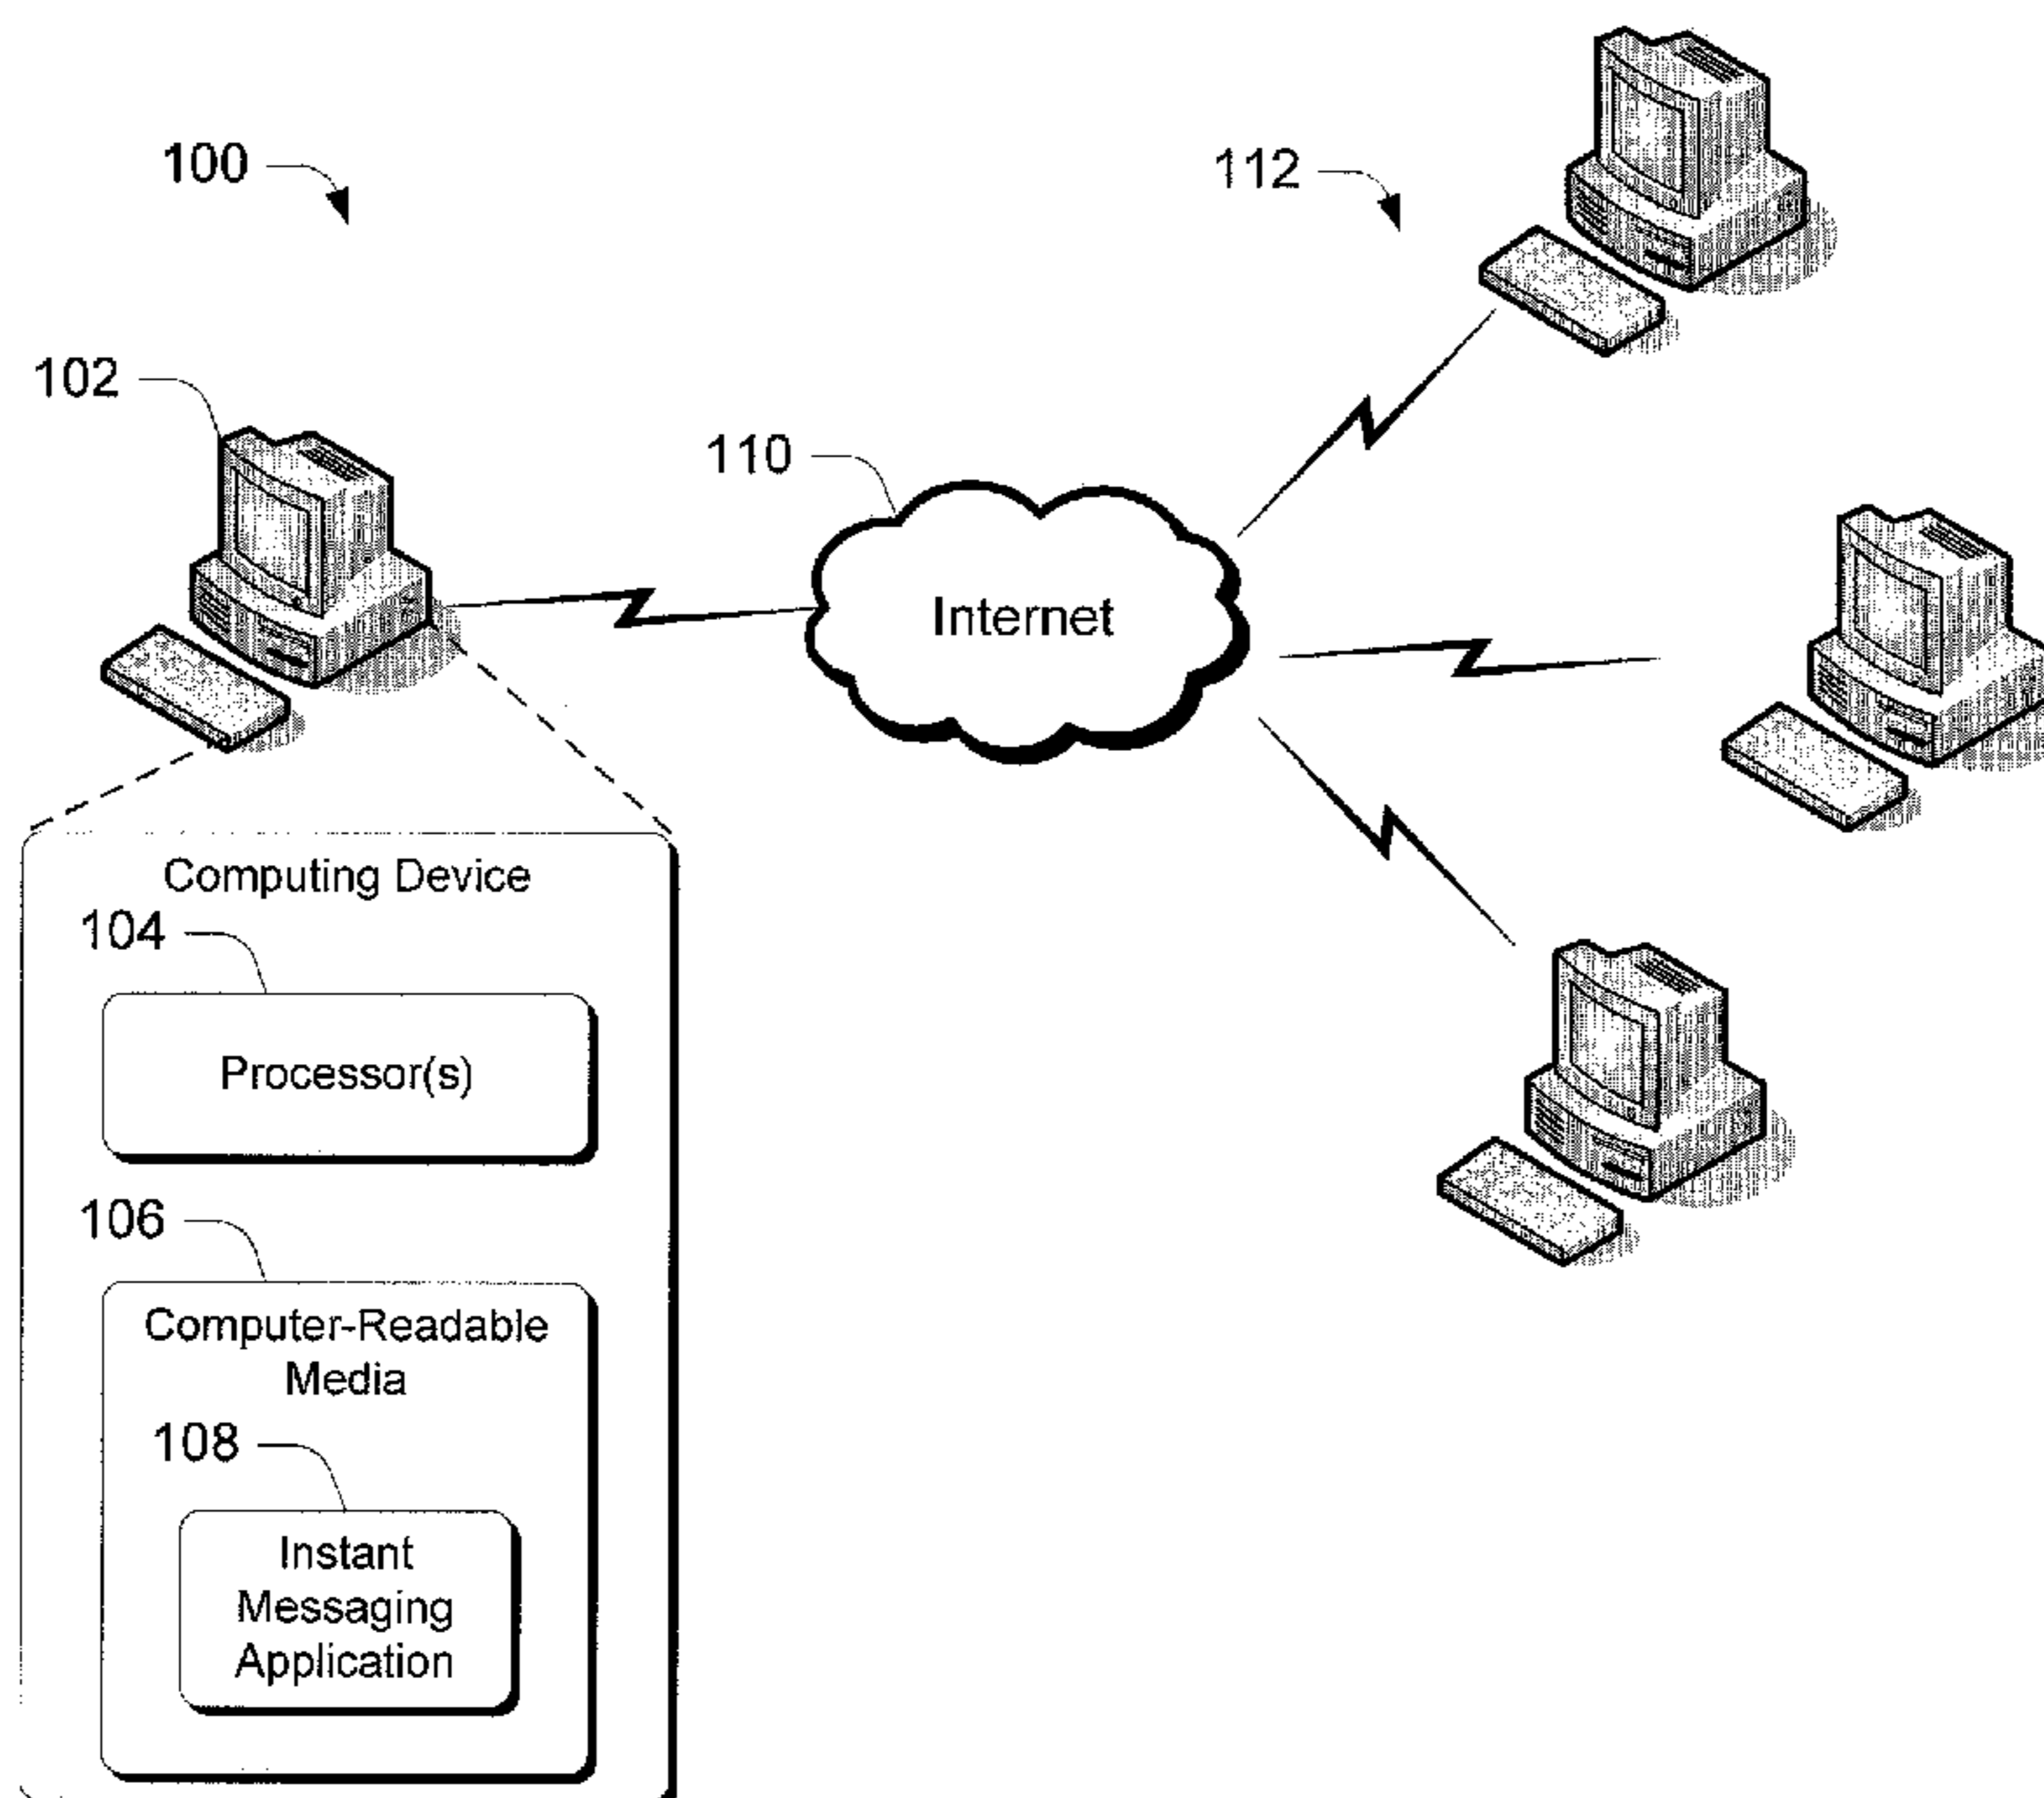 100
112
102
110
Internet
Computing Device
104
Processor(s)
106
Computer-Readable
Media
108
Instant
Messaging
Application